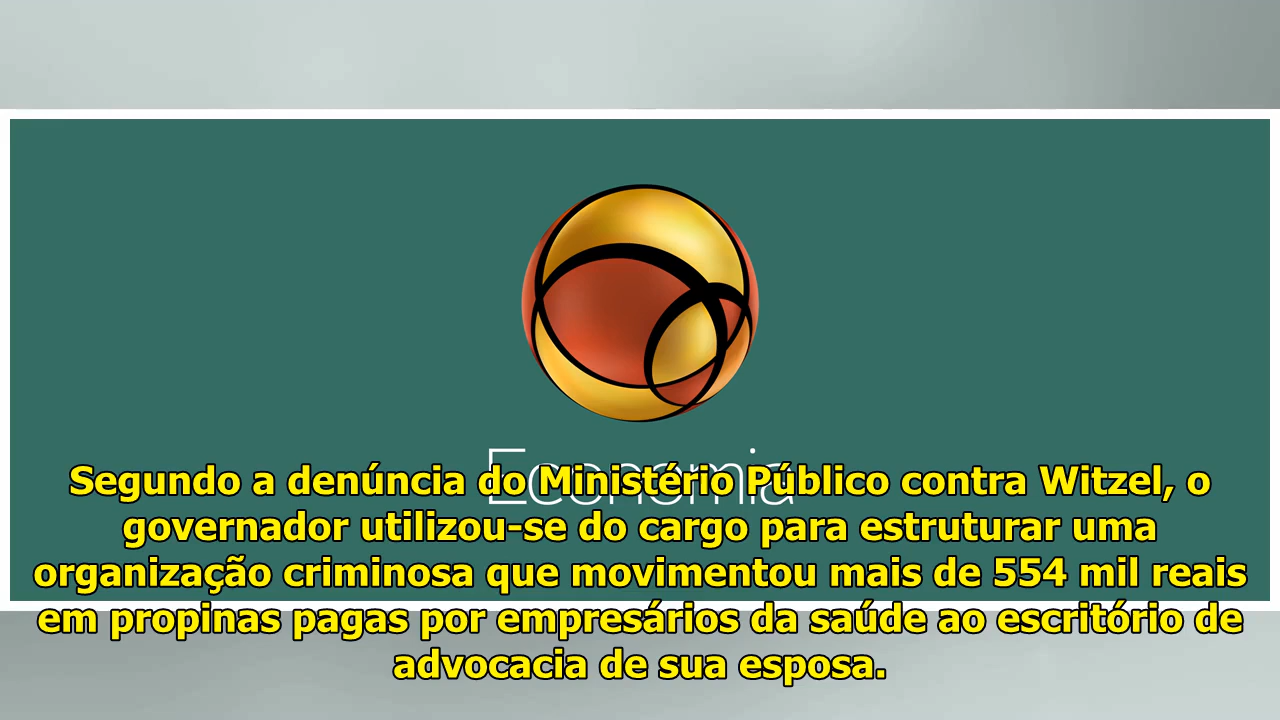 Economia
Segundo a denúncia do Ministério Público contra Witzel, o
governador utilizou-se do cargo para estruturar uma
organização criminosa que movimentou mais de 554 mil reais
em propinas pagas por empresários da saúde ao escritório de
advocacia de sua esposa.